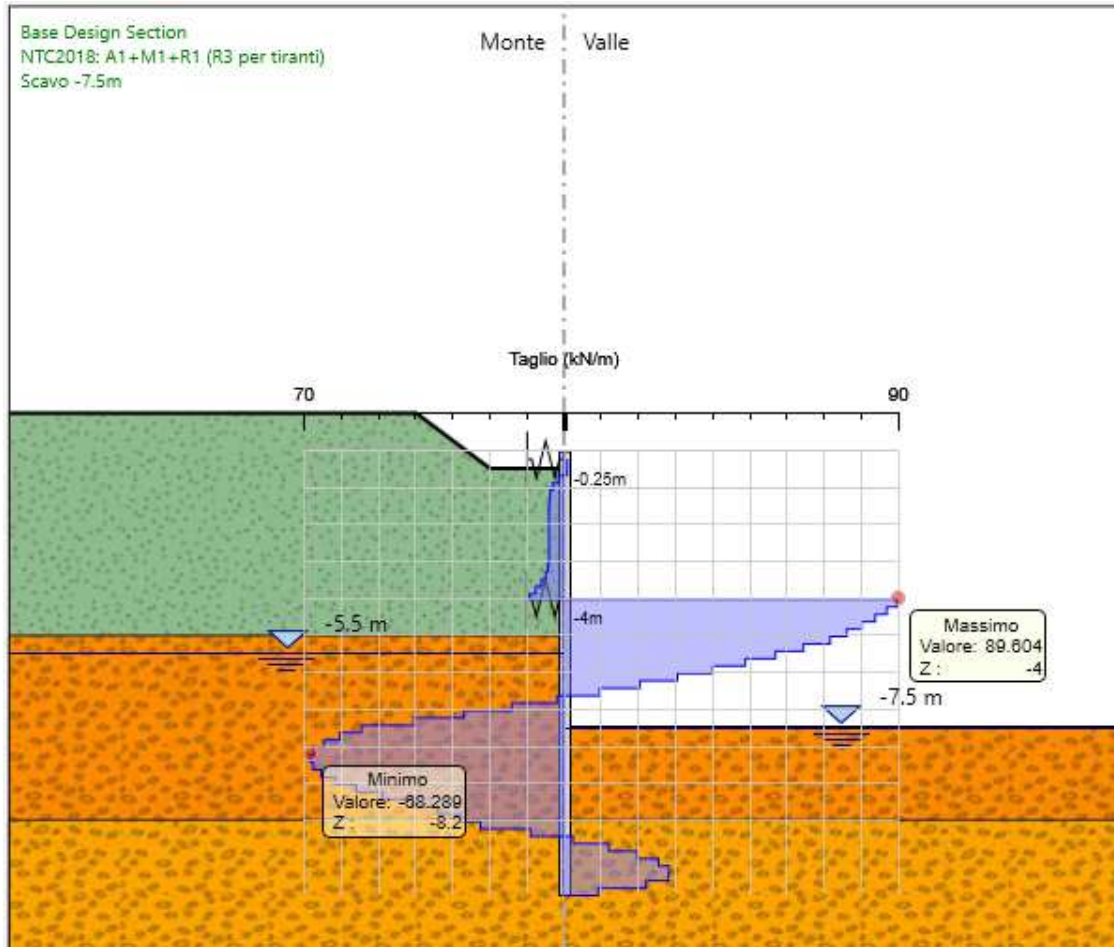 Base Design Section
NTC2018: A1+M1+R1 (R3 per tiranti)
Scavo -7.5m
Monte
Valle
Taglio (kN/m)
70
90
-0.25m
-4m
-5.5 m
Massimo
Valore: 89.604
Z : -4
-7.5 m
Minimo
Valore: -68.289
Z : -8.2